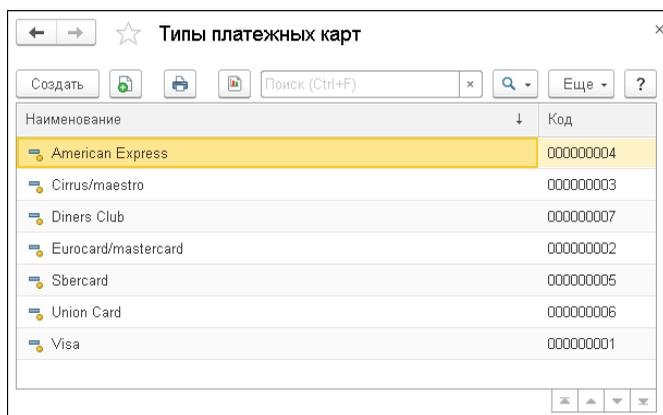 Типы платежных карт
Создать Поиск (Ctrl+F) Еще ?
Наименование Код
American Express 000000004
Cirrus/maestro 000000003
Diners Club 000000007
Eurocard/mastercard 000000002
Sbercard 000000005
Union Card 000000006
Visa 000000001